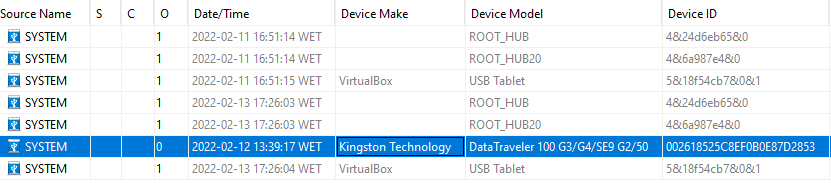 Source Name S C O Date/Time Device Make Device Model Device ID
SYSTEM 1 2022-02-11 16:51:14 WET ROOT_HUB 4&24d6eb65&0
SYSTEM 1 2022-02-11 16:51:14 WET ROOT_HUB20 4&6a987e4&0
SYSTEM 1 2022-02-11 16:51:15 WET VirtualBox USB Tablet 5&18f54cb7&0&1
SYSTEM 1 2022-02-13 17:26:03 WET ROOT_HUB 4&24d6eb65&0
SYSTEM 1 2022-02-13 17:26:03 WET ROOT_HUB20 4&6a987e4&0
SYSTEM 0 2022-02-12 13:39:17 WET Kingston Technology DataTraveler 100 G3/G4/SE9 G2/50 002618525C8EF0B0E87D2853
SYSTEM 1 2022-02-13 17:26:04 WET VirtualBox USB Tablet 5&18f54cb7&0&1